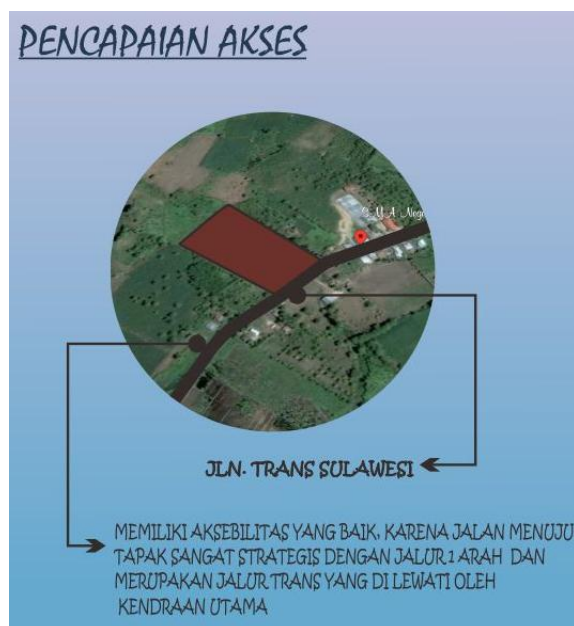 PENCAPAIAN AKSES
JLN. TRANS SULAWESI
MEMILIKI AKSEBILITAS YANG BAIK, KARENA JALAN MENUJU
TAPAK SANGAT STRATEGIS DENGAN JALUR 1 ARAH DAN
MERUPAKAN JALUR TRANS YANG DI LEWATI OLEH
KENDRAAN UTAMA